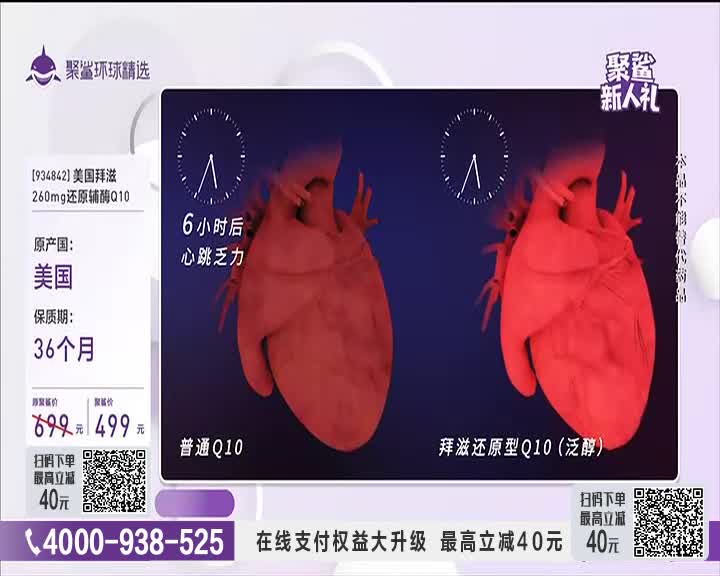 聚鲨环球精选
聚鲨
新人礼
[934842] 美国拜滋
260mg还原辅酶Q10
原产国:
美国
保质期:
36个月
原聚鲨价
699元
聚鲨价
499元
扫码下单
最高立减
40元
6小时后
心跳乏力
普通Q10
拜滋还原型Q10(泛醇)
本品不能替代药品
4000-938-525
在线支付权益大升级 最高立减40元
扫码下单
最高立减
40元